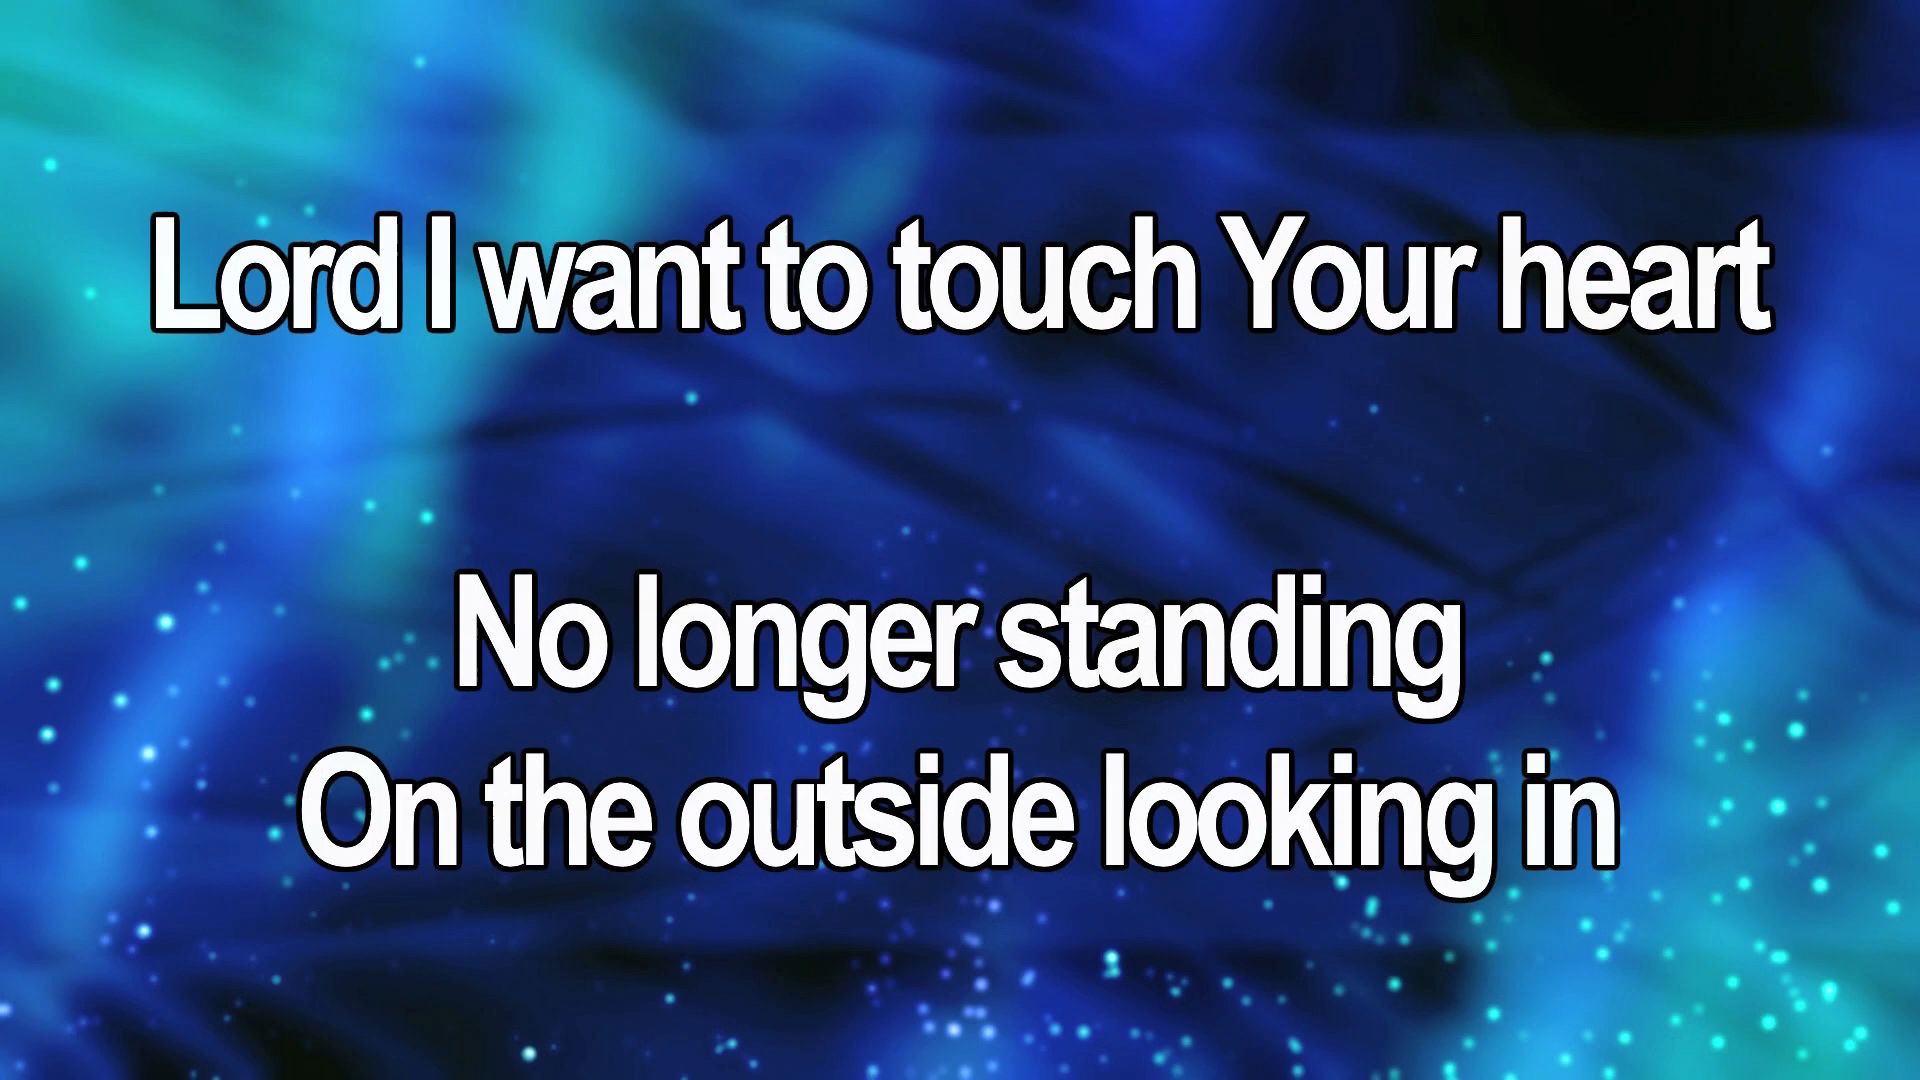 Lord I want to touch Your heart
No longer standing
On the outside looking in